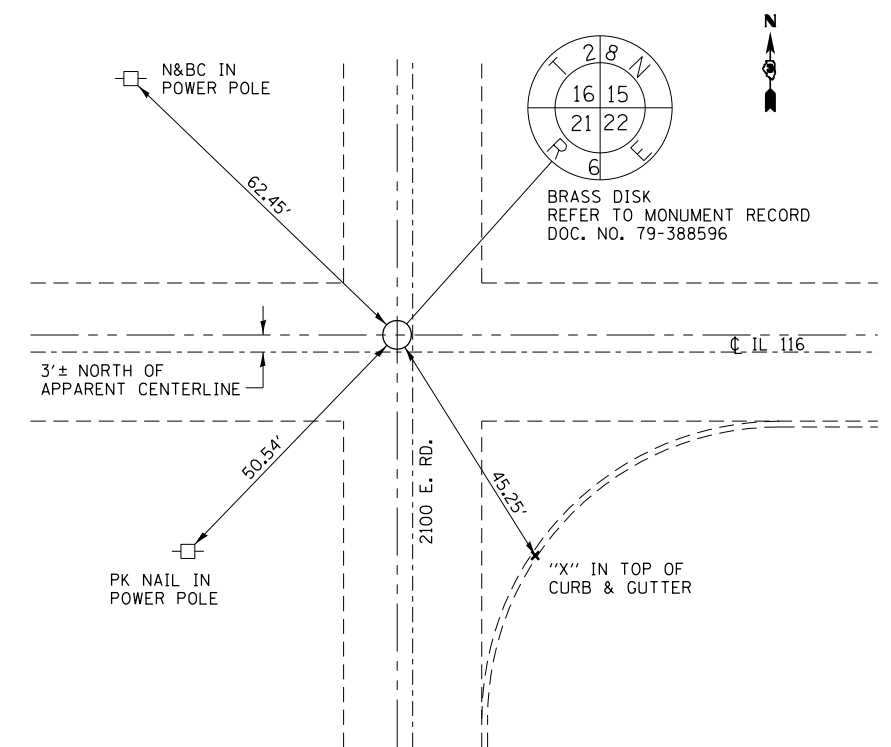 N
N&BC IN
POWER POLE
T 28 N
16 15
21 22
R 6 E
62.45'
BRASS DISK
REFER TO MONUMENT RECORD
DOC. NO. 79-388596
℄ IL 116
3'± NORTH OF
APPARENT CENTERLINE
50.54'
2100 E. RD.
45.25'
PK NAIL IN
POWER POLE
"X" IN TOP OF
CURB & GUTTER